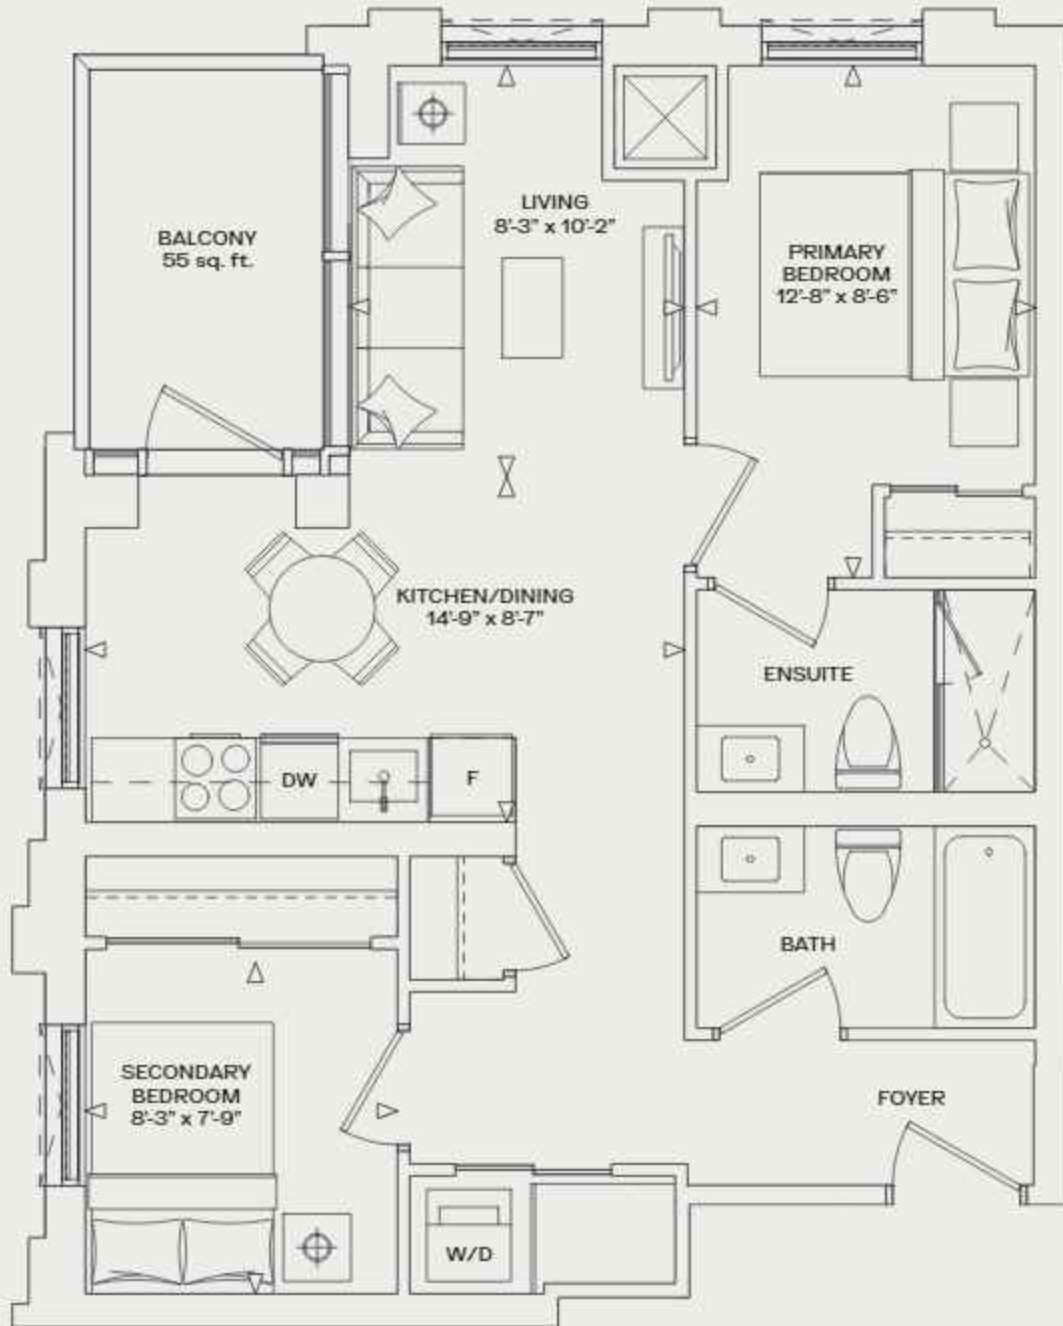 BALCONY
55 sq. ft.
LIVING
8'-3" x 10'-2"
PRIMARY
BEDROOM
12'-8" x 8'-6"
KITCHEN/DINING
14'-9" x 8'-7"
ENSUITE
DW
F
BATH
SECONDARY
BEDROOM
8'-3" x 7'-9"
FOYER
W/D